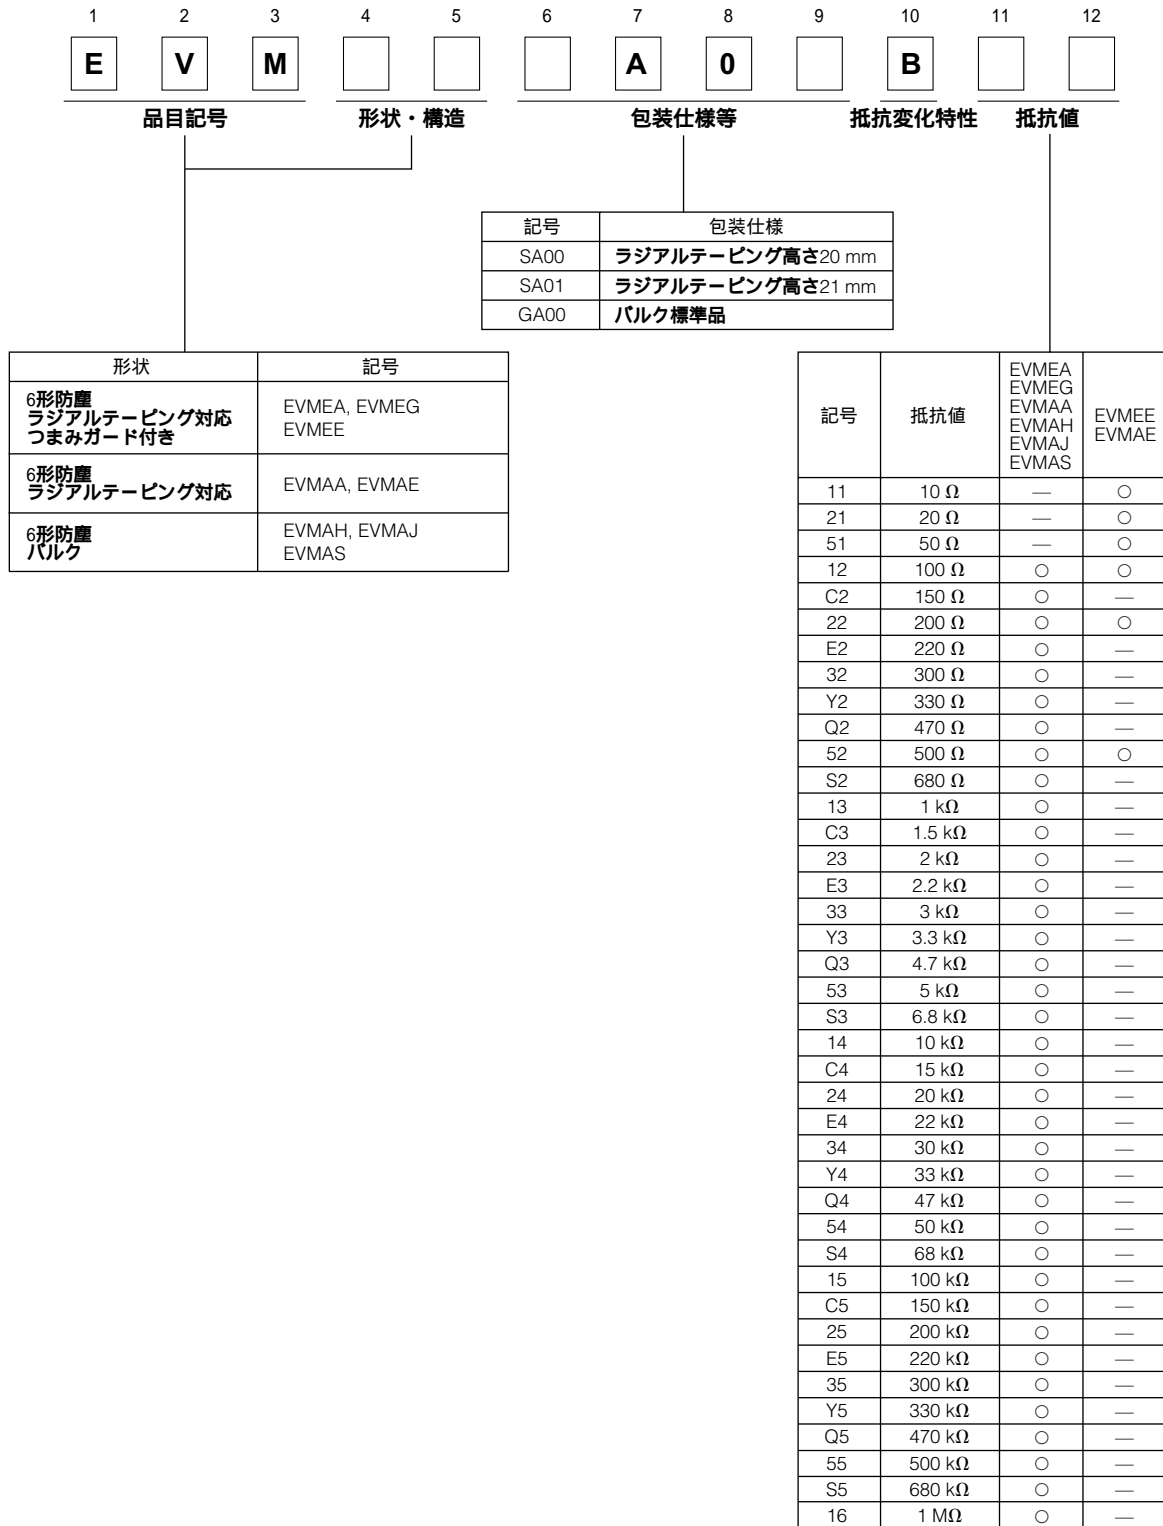 1 2 3 4 5 6 7 8 9 10 11 12
E V M A 0 B
品目記号 形状・構造 包装仕様等 抵抗変化特性 抵抗値
記号 包装仕様
SA00 ラジアルテーピング高さ20 mm
SA01 ラジアルテーピング高さ21 mm
GA00 バルク標準品
形状 記号
6形防塵
ラジアルテーピング対応
つまみガード付き
EVMEA, EVMEG
EVMEE
6形防塵
ラジアルテーピング対応
EVMAA, EVMAE
6形防塵
バルク
EVMAH, EVMAJ
EVMAS
記号 抵抗値
EVMEA
EVMEG
EVMAA
EVMAH
EVMAJ
EVMAS
EVMEE
EVMAE
11 10 Ω — ○
21 20 Ω — ○
51 50 Ω — ○
12 100 Ω ○ ○
C2 150 Ω ○ —
22 200 Ω ○ ○
E2 220 Ω ○ —
32 300 Ω ○ —
Y2 330 Ω ○ —
Q2 470 Ω ○ —
52 500 Ω ○ ○
S2 680 Ω ○ —
13 1 kΩ ○ —
C3 1.5 kΩ ○ —
23 2 kΩ ○ —
E3 2.2 kΩ ○ —
33 3 kΩ ○ —
Y3 3.3 kΩ ○ —
Q3 4.7 kΩ ○ —
53 5 kΩ ○ —
S3 6.8 kΩ ○ —
14 10 kΩ ○ —
C4 15 kΩ ○ —
24 20 kΩ ○ —
E4 22 kΩ ○ —
34 30 kΩ ○ —
Y4 33 kΩ ○ —
Q4 47 kΩ ○ —
54 50 kΩ ○ —
S4 68 kΩ ○ —
15 100 kΩ ○ —
C5 150 kΩ ○ —
25 200 kΩ ○ —
E5 220 kΩ ○ —
35 300 kΩ ○ —
Y5 330 kΩ ○ —
Q5 470 kΩ ○ —
55 500 kΩ ○ —
S5 680 kΩ ○ —
16 1 MΩ ○ —